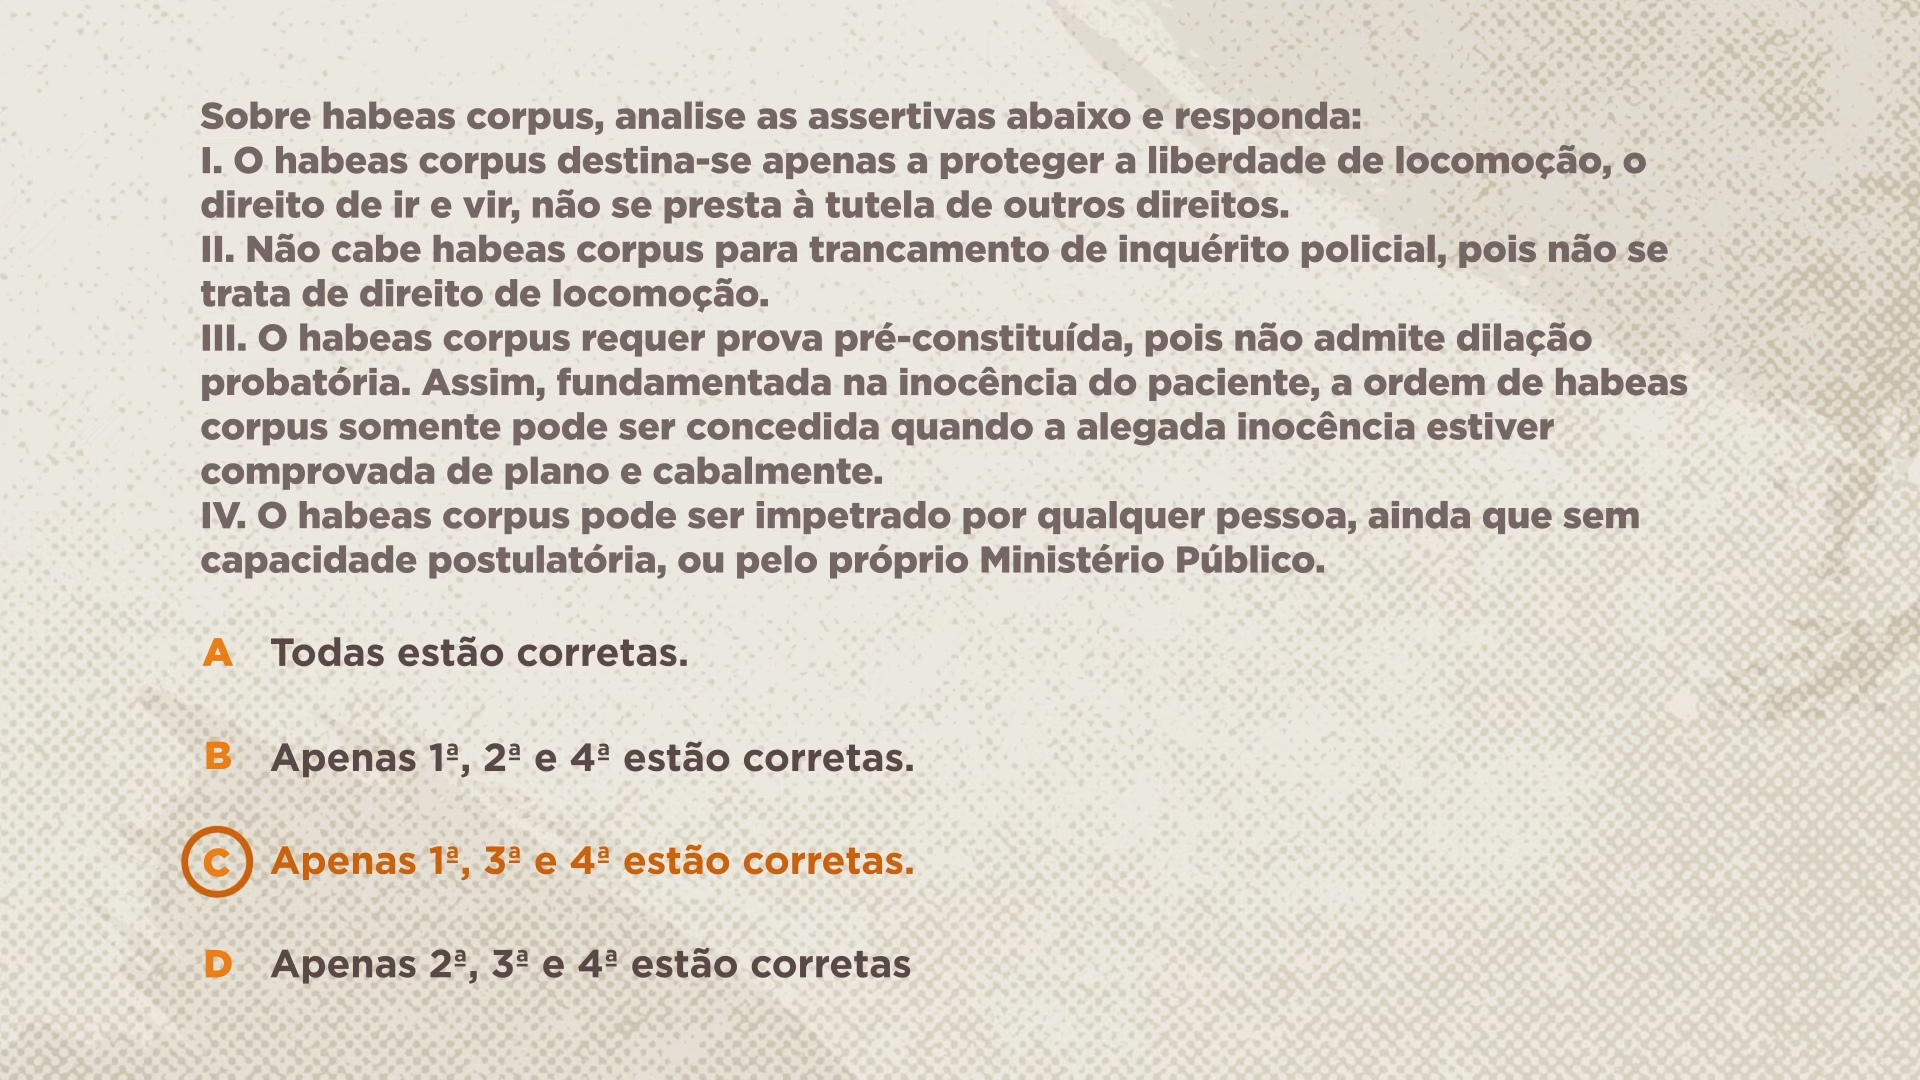 Sobre habeas corpus, analise as assertivas abaixo e responda:
I. O habeas corpus destina-se apenas a proteger a liberdade de locomoção, o
direito de ir e vir, não se presta à tutela de outros direitos.
II. Não cabe habeas corpus para trancamento de inquérito policial, pois não se
trata de direito de locomoção.
III. O habeas corpus requer prova pré-constituída, pois não admite dilação
probatória. Assim, fundamentada na inocência do paciente, a ordem de habeas
corpus somente pode ser concedida quando a alegada inocência estiver
comprovada de plano e cabalmente.
IV. O habeas corpus pode ser impetrado por qualquer pessoa, ainda que sem
capacidade postulatória, ou pelo próprio Ministério Público.
A Todas estão corretas.
B Apenas 1ª, 2ª e 4ª estão corretas.
C Apenas 1ª, 3ª e 4ª estão corretas.
D Apenas 2ª, 3ª e 4ª estão corretas